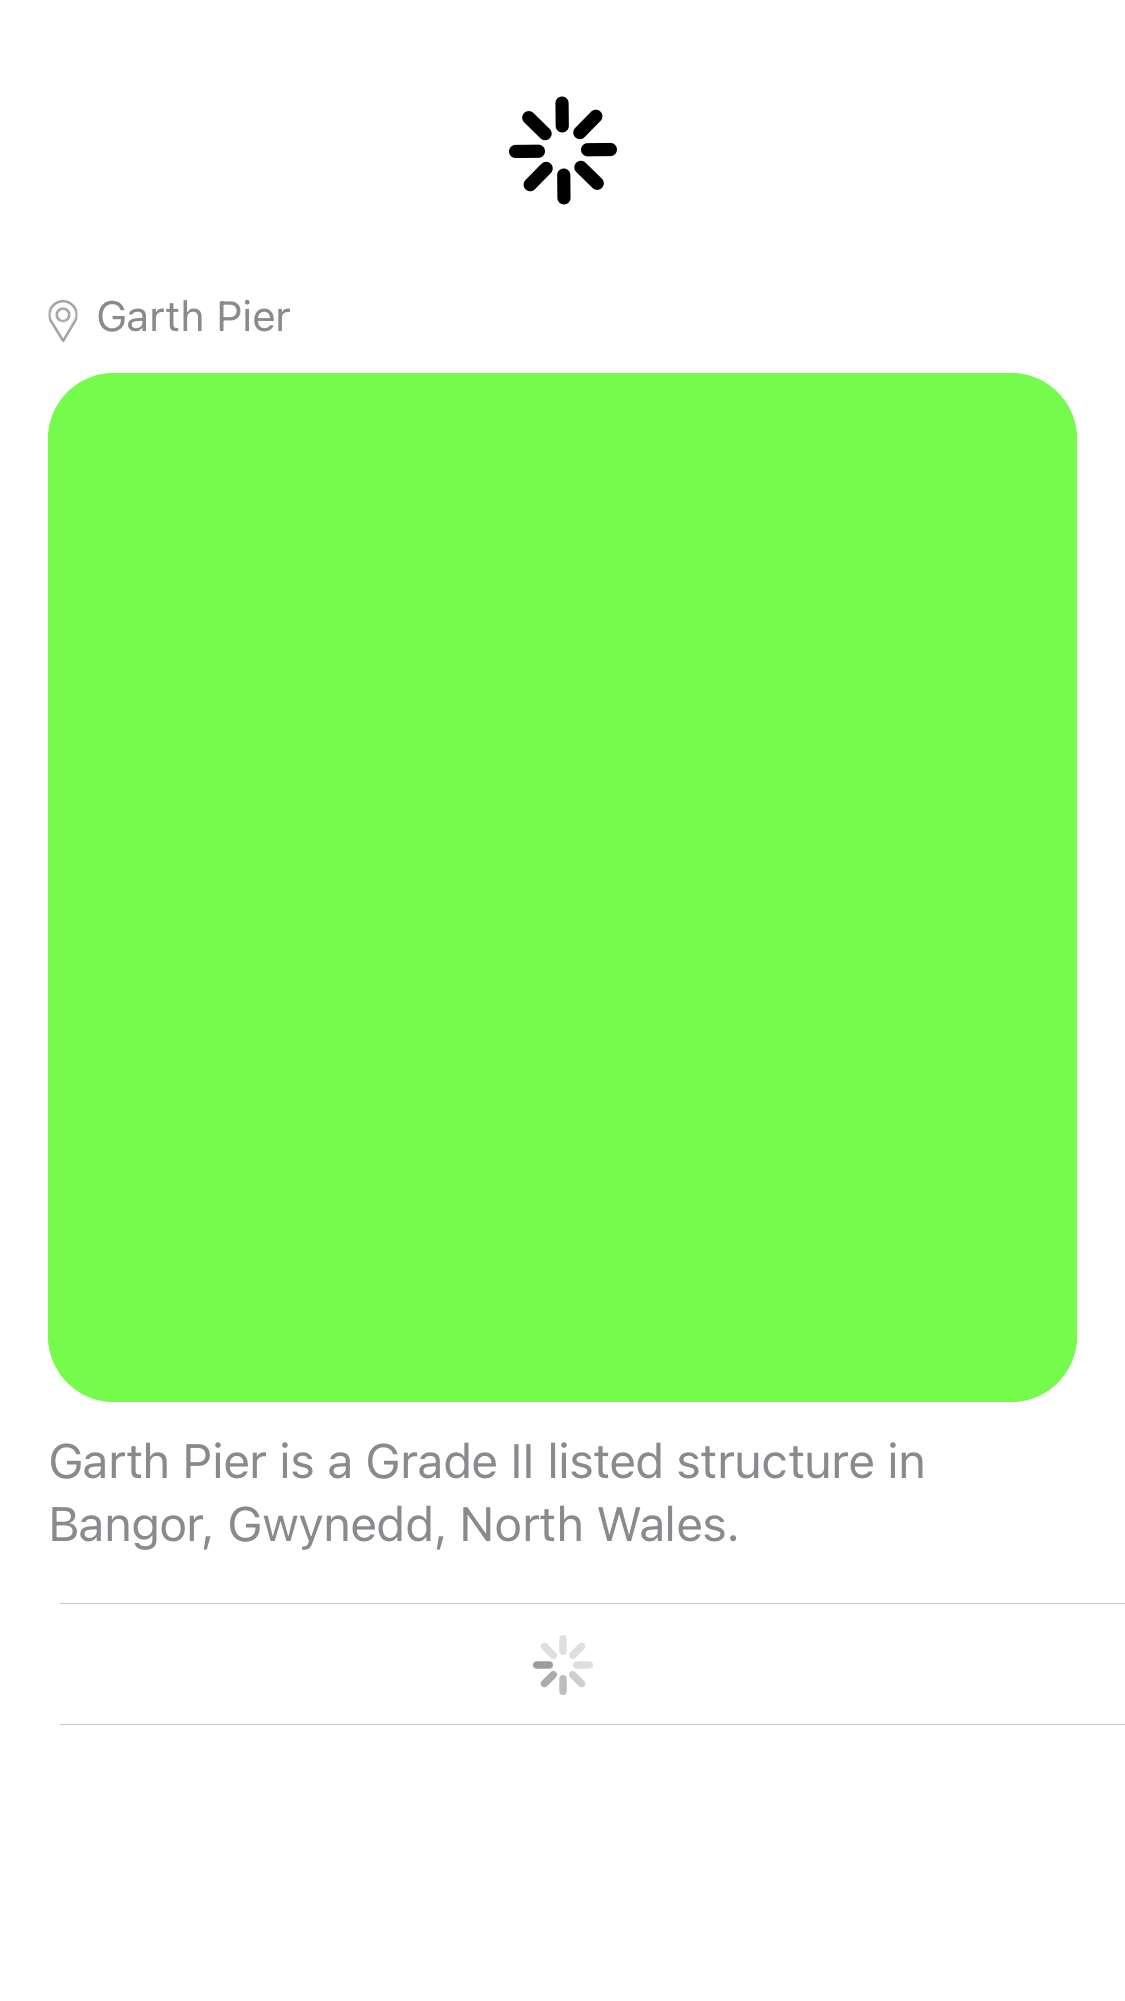 Garth Pier
Garth Pier is a Grade II listed structure in
Bangor, Gwynedd, North Wales.